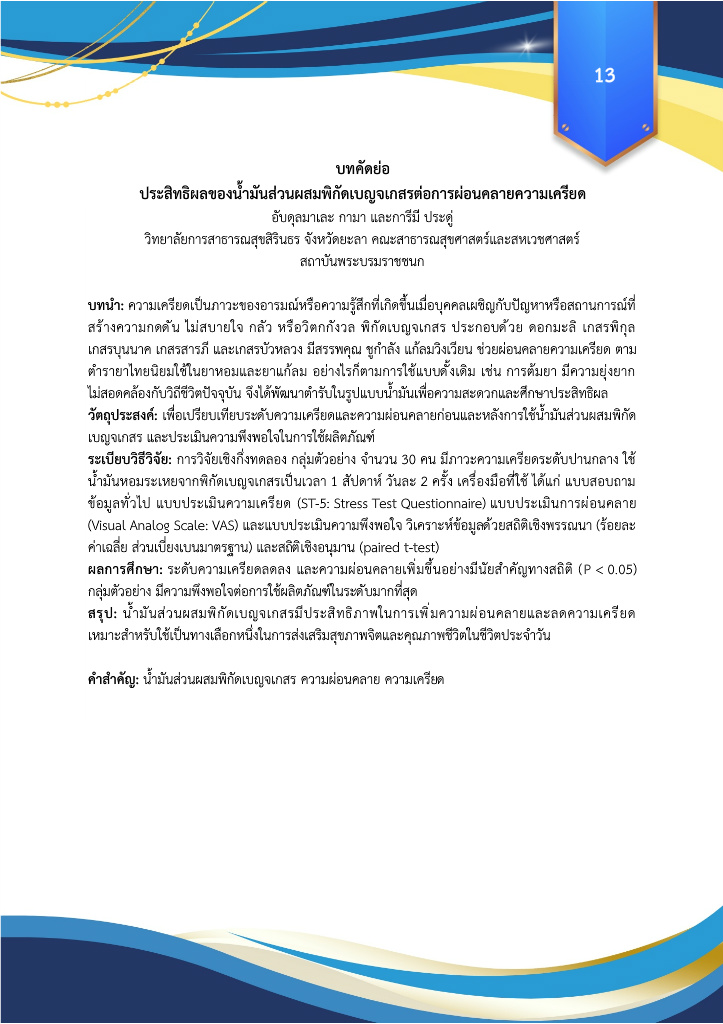 13
บทคัดย่อ
ประสิทธิผลของน้ำมันส่วนผสมพิกัดเบญจเกสรต่อการผ่อนคลายความเครียด
อับดุลมาเละ กามา และการีมี ประดู่
วิทยาลัยการสาธารณสุขสิรินธร จังหวัดยะลา คณะสาธารณสุขศาสตร์และสหเวชศาสตร์
สถาบันพระบรมราชชนก
บทนำ: ความเครียดเป็นภาวะของอารมณ์หรือความรู้สึกที่เกิดขึ้นเมื่อบุคคลเผชิญกับปัญหาหรือสถานการณ์ที่
สร้างความกดดัน ไม่สบายใจ กลัว หรือวิตกกังวล พิกัดเบญจเกสร ประกอบด้วย ดอกมะลิ เกสรพิกุล
เกสรบุนนาค เกสรสารภี และเกสรบัวหลวง มีสรรพคุณ ชูกำลัง แก้ลมวิงเวียน ช่วยผ่อนคลายความเครียด ตาม
ตำรายาไทยนิยมใช้ในยาหอมและยาแก้ลม อย่างไรก็ตามการใช้แบบดั้งเดิม เช่น การต้มยา มีความยุ่งยาก
ไม่สอดคล้องกับวิถีชีวิตปัจจุบัน จึงได้พัฒนาตำรับในรูปแบบน้ำมันเพื่อความสะดวกและศึกษาประสิทธิผล
วัตถุประสงค์: เพื่อเปรียบเทียบระดับความเครียดและความผ่อนคลายก่อนและหลังการใช้น้ำมันส่วนผสมพิกัด
เบญจเกสร และประเมินความพึงพอใจในการใช้ผลิตภัณฑ์
ระเบียบวิธีวิจัย: การวิจัยเชิงกึ่งทดลอง กลุ่มตัวอย่าง จำนวน 30 คน มีภาวะความเครียดระดับปานกลาง ใช้
น้ำมันหอมระเหยจากพิกัดเบญจเกสรเป็นเวลา 1 สัปดาห์ วันละ 2 ครั้ง เครื่องมือที่ใช้ ได้แก่ แบบสอบถาม
ข้อมูลทั่วไป แบบประเมินความเครียด (ST-5: Stress Test Questionnaire) แบบประเมินการผ่อนคลาย
(Visual Analog Scale: VAS) และแบบประเมินความพึงพอใจ วิเคราะห์ข้อมูลด้วยสถิติเชิงพรรณนา (ร้อยละ
ค่าเฉลี่ย ส่วนเบี่ยงเบนมาตรฐาน) และสถิติเชิงอนุมาน (paired t-test)
ผลการศึกษา: ระดับความเครียดลดลง และความผ่อนคลายเพิ่มขึ้นอย่างมีนัยสำคัญทางสถิติ (P < 0.05)
กลุ่มตัวอย่าง มีความพึงพอใจต่อการใช้ผลิตภัณฑ์ในระดับมากที่สุด
สรุป: น้ำมันส่วนผสมพิกัดเบญจเกสรมีประสิทธิภาพในการเพิ่มความผ่อนคลายและลดความเครียด
เหมาะสำหรับใช้เป็นทางเลือกหนึ่งในการส่งเสริมสุขภาพจิตและคุณภาพชีวิตในชีวิตประจำวัน
คำสำคัญ: น้ำมันส่วนผสมพิกัดเบญจเกสร ความผ่อนคลาย ความเครียด